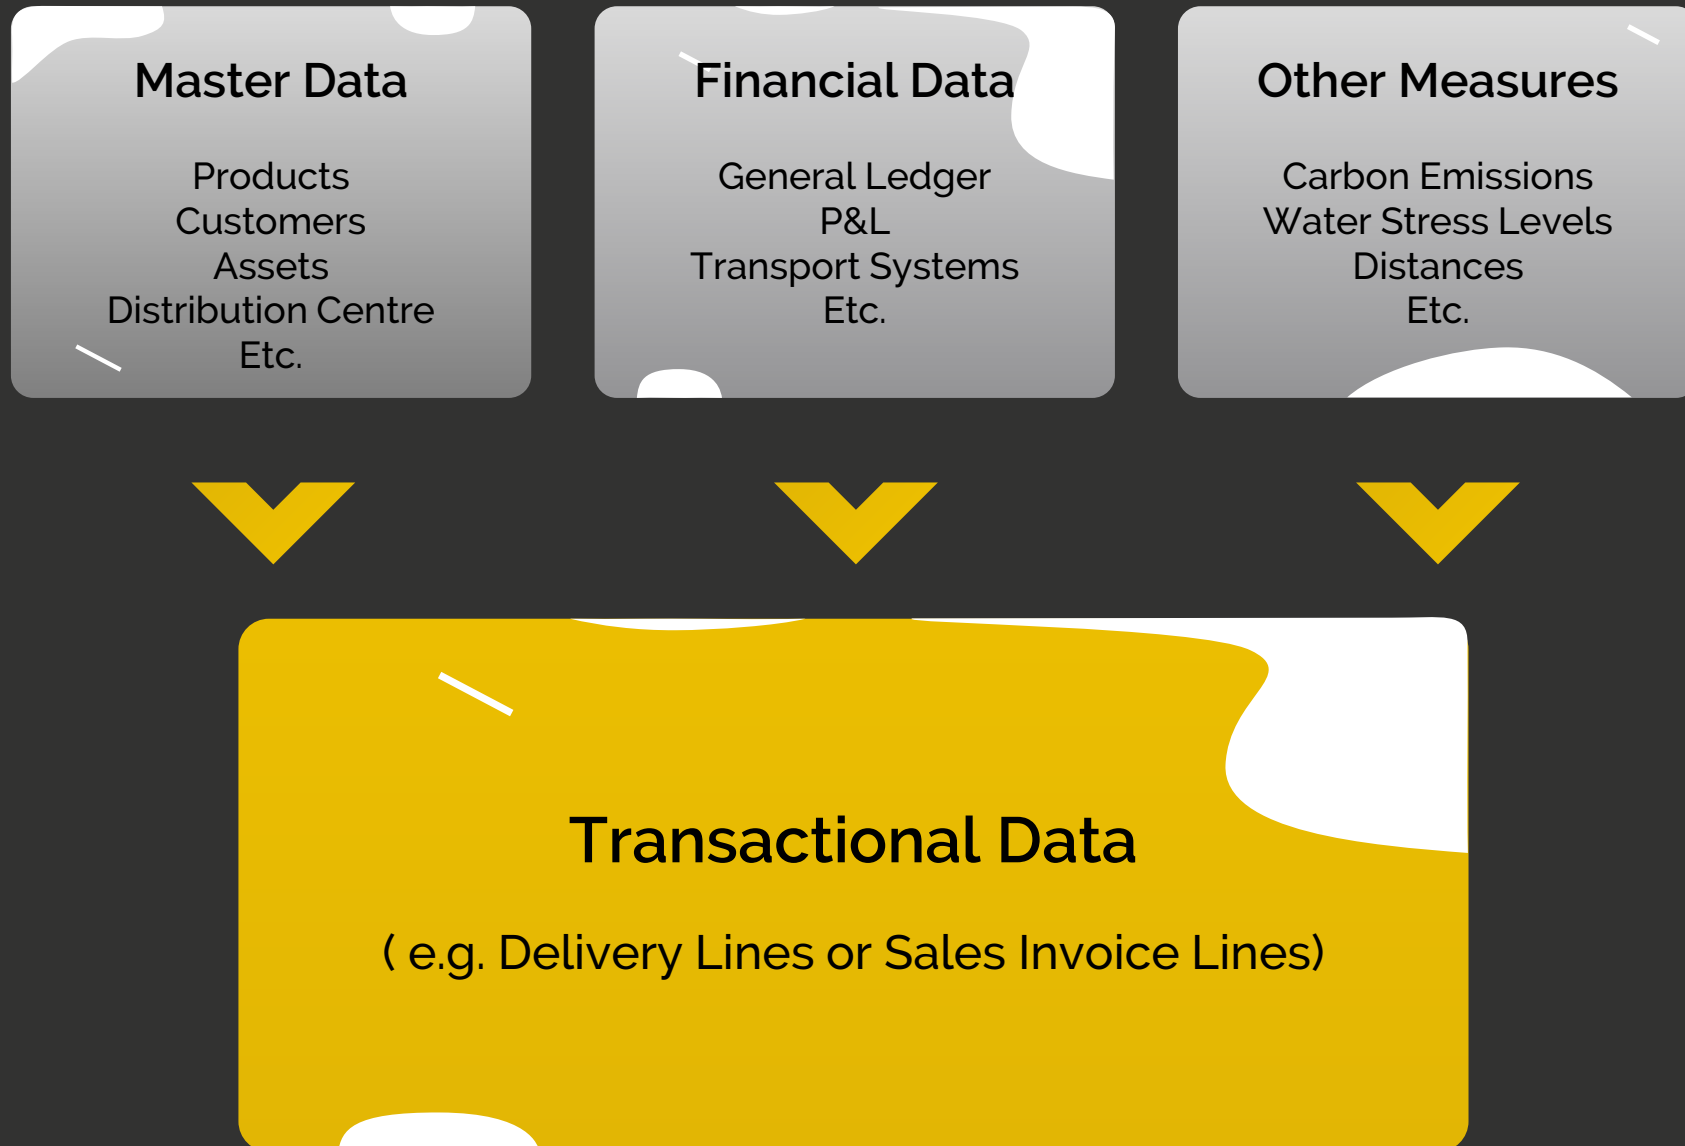 Master Data
Products
Customers
Assets
Distribution Centre
Etc.
Financial Data
General Ledger
P&L
Transport Systems
Etc.
Other Measures
Carbon Emissions
Water Stress Levels
Distances
Etc.
Transactional Data
( e.g. Delivery Lines or Sales Invoice Lines)